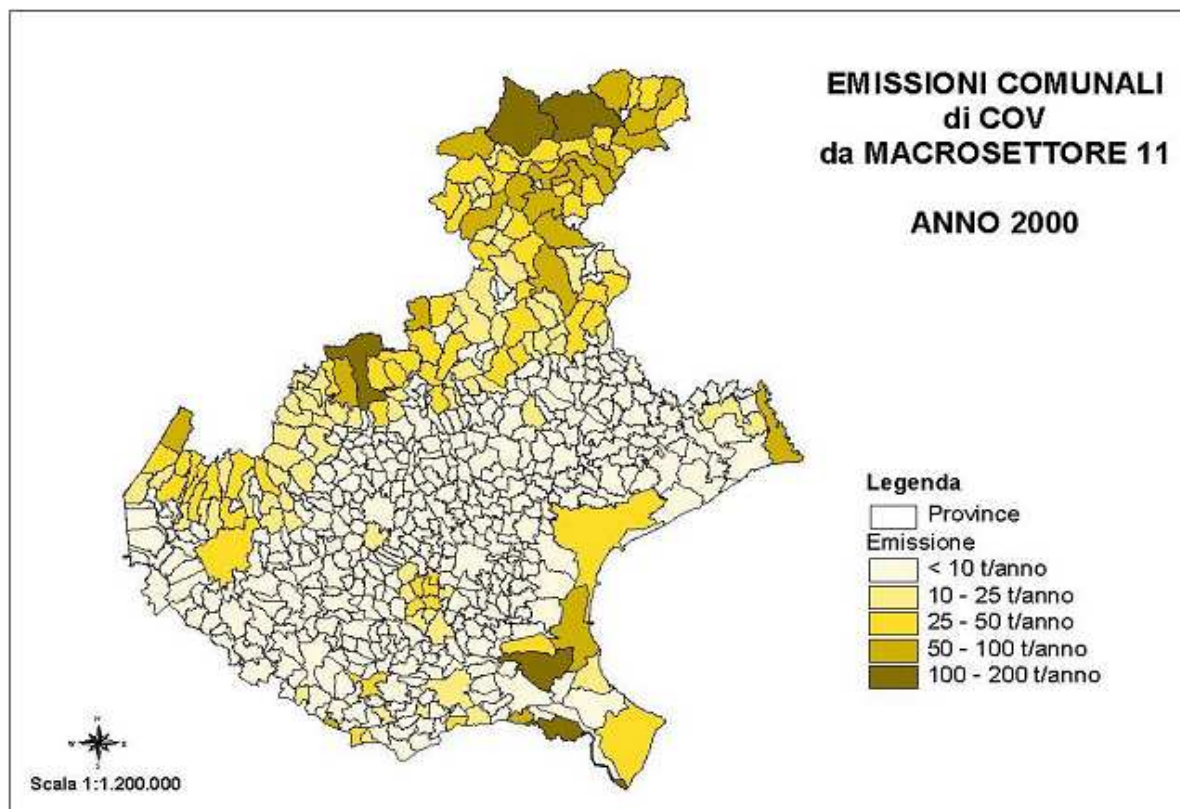 EMISSIONI COMUNALI
di COV
da MACROSETTORE 11
ANNO 2000
Legenda
Province
Emissione
< 10 t/anno
10 - 25 t/anno
25 - 50 t/anno
50 - 100 t/anno
100 - 200 t/anno
Scala 1:1.200.000